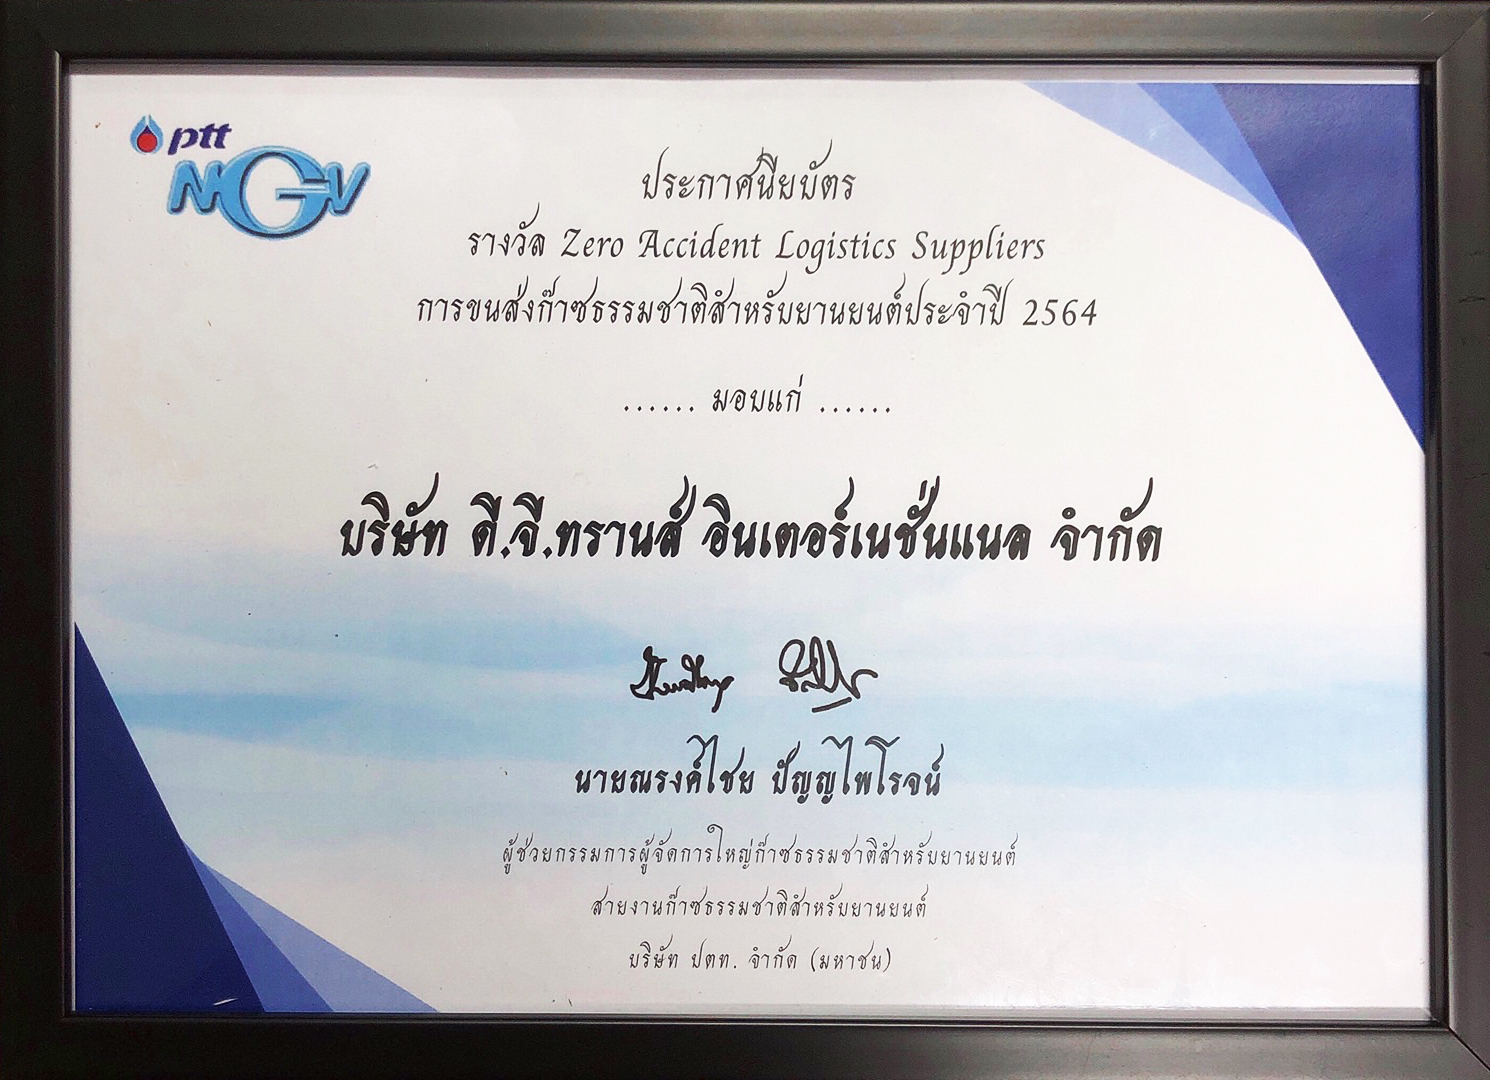 ptt
NGV
ประกาศนียบัตร
รางวัล Zero Accident Logistics Suppliers
การขนส่งก๊าซธรรมชาติสำหรับยานยนต์ประจำปี 2564
...... มอบแก่ ......
บริษัท ดี.จี.ทรานส์ อินเตอร์เนชั่นแนล จำกัด
นายณรงค์ไชย ปัญญไพโรจน์
ผู้ช่วยกรรมการผู้จัดการใหญ่ก๊าซธรรมชาติสำหรับยานยนต์
สายงานก๊าซธรรมชาติสำหรับยานยนต์
บริษัท ปตท. จำกัด (มหาชน)